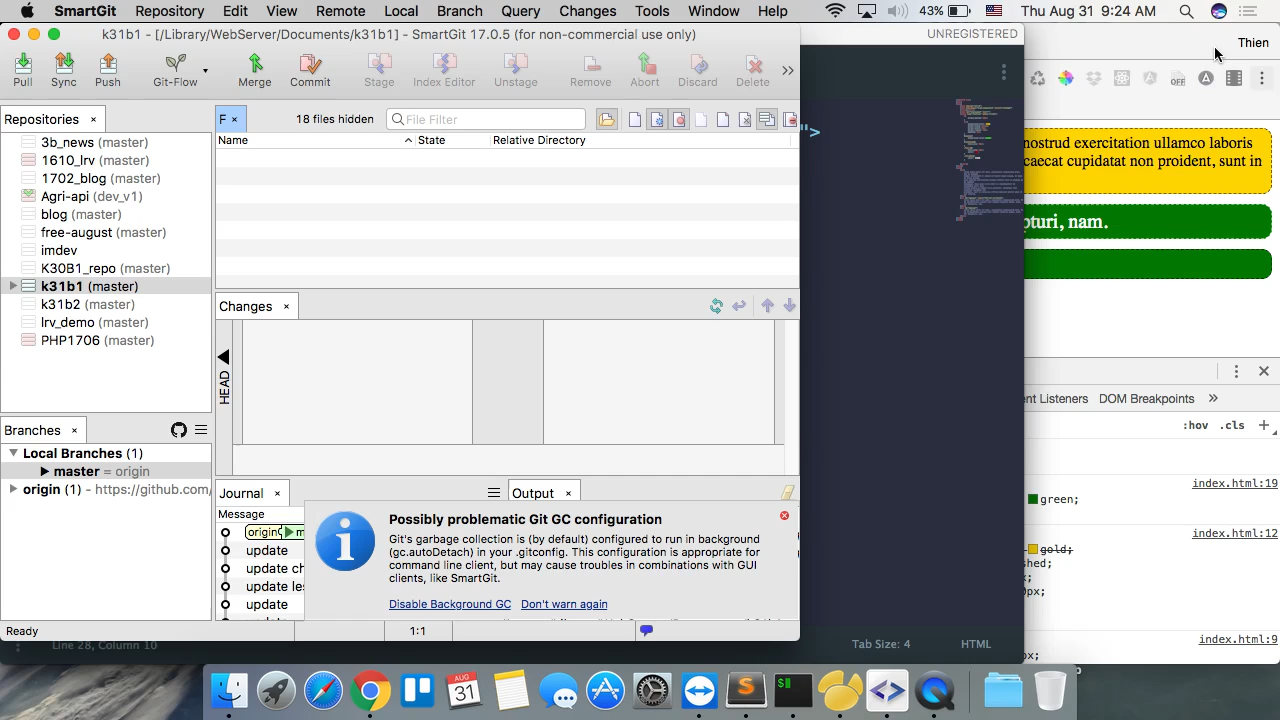 SmartGit Repository Edit View Remote Local Branch Query Changes Tools Window Help 43% Thu Aug 31 9:24 AM
k31b1 - [/Library/WebServer/Documents/k31b1] - SmartGit 17.0.5 (for non-commercial use only)
UNREGISTERED
Thien
Pull Sync Push Git-Flow Merge Commit Stage Index Editor Unstage Remove Abort Discard Delete
OFF
Repositories
3b_news (master)
1610_lrv (master)
1702_blog (master)
Agri-api (dev_v1)
blog (master)
free-august (master)
imdev
K30B1_repo (master)
k31b1 (master)
k31b2 (master)
lrv_demo (master)
PHP1706 (master)
F
files hidden
File Filter
Name State Relative Directory
">
nostrud exercitation ullamco laboris
caecat cupidatat non proident, sunt in
pturi, nam.
Changes
HEAD
Branches
Local Branches (1)
master = origin
origin (1) - https://github.com/
Journal
Message
origin
update
update ch
update les
update
Output
Possibly problematic Git GC configuration
Git's garbage collection is (by default) configured to run in background
(gc.autoDetach) in your .gitconfig. This configuration is appropriate for
command line client, but may cause troubles in combinations with GUI
clients, like SmartGit.
Disable Background GC Don't warn again
Ready
1:1
Line 28, Column 10
Tab Size: 4
HTML
ent Listeners DOM Breakpoints
:hov .cls
index.html:19
green;
index.html:12
gold;
shed;
x;
0px;
index.html:9
px;
AUG
31